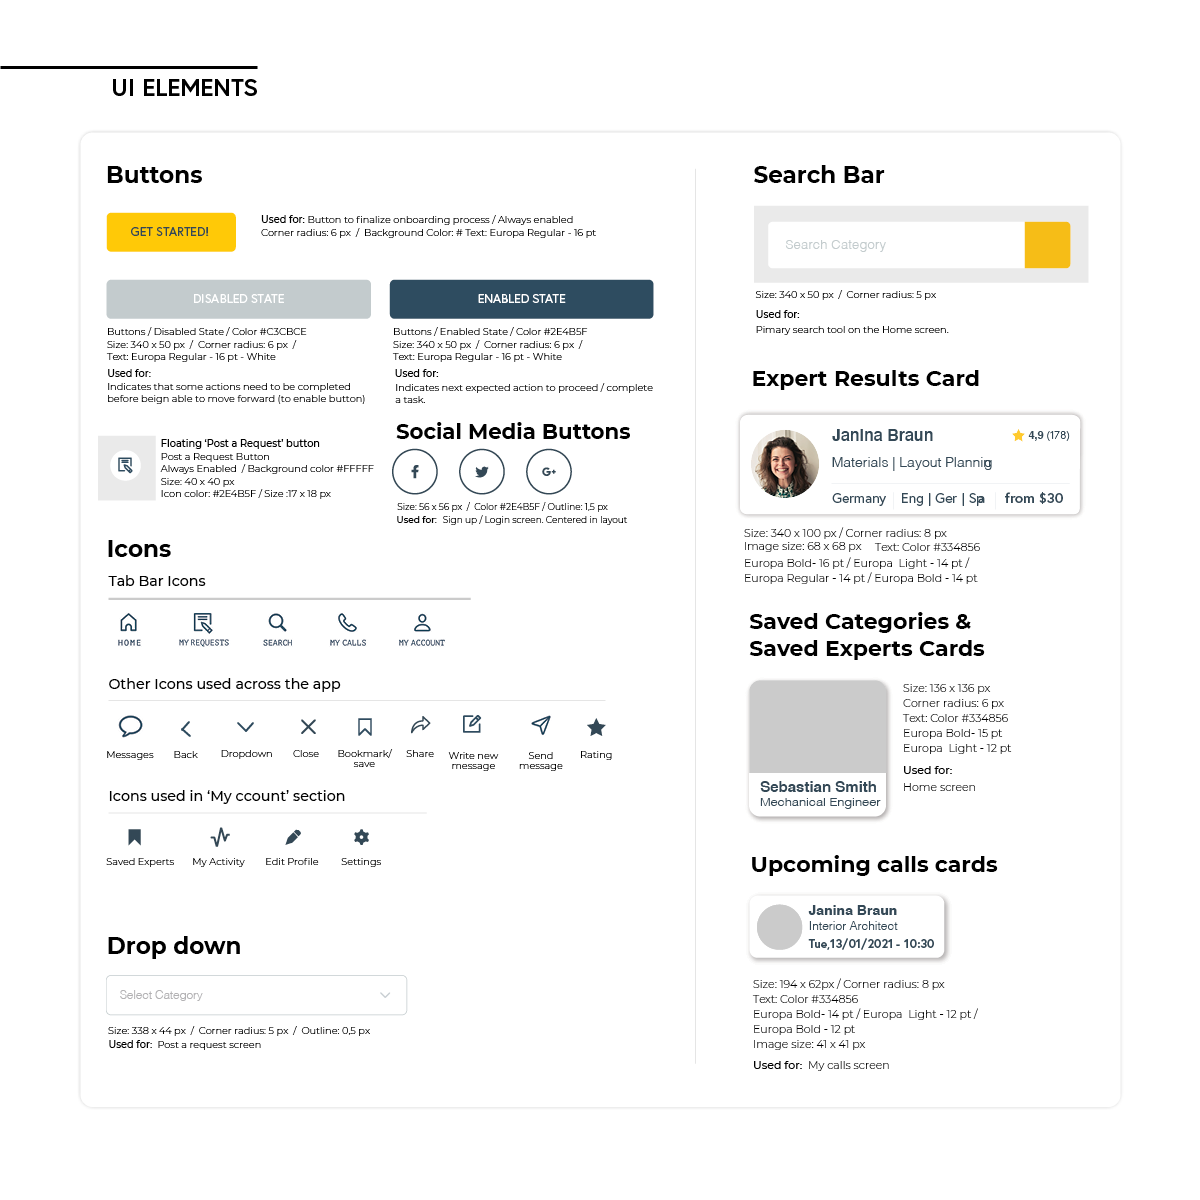 UI ELEMENTS
Buttons
GET STARTED!
Used for: Button to finalize onboarding process / Always enabled
Corner radius: 6 px / Background Color: # Text: Europa Regular - 16 pt
DISABLED STATE
Buttons / Disabled State / Color #C3CBCE
Size: 340 x 50 px / Corner radius: 6 px /
Text: Europa Regular - 16 pt - White
Used for:
Indicates that some actions need to be completed
before beign able to move forward (to enable button)
ENABLED STATE
Buttons / Enabled State / Color #2E4B5F
Size: 340 x 50 px / Corner radius: 6 px /
Text: Europa Regular - 16 pt - White
Used for:
Indicates next expected action to proceed / complete
a task.
Floating ‘Post a Request’ button
Post a Request Button
Always Enabled / Background color #FFFFF
Size: 40 x 40 px
Icon color: #2E4B5F / Size :17 x 18 px
Social Media Buttons
f
G+
Size: 56 x 56 px / Color #2E4B5F / Outline: 1,5 px
Used for: Sign up / Login screen. Centered in layout
Icons
Tab Bar Icons
HOME
MY REQUESTS
SEARCH
MY CALLS
MY ACCOUNT
Other Icons used across the app
Messages
Back
Dropdown
Close
Bookmark/
save
Share
Write new
message
Send
message
Rating
Icons used in ‘My ccount’ section
Saved Experts
My Activity
Edit Profile
Settings
Drop down
Select Category
Size: 338 x 44 px / Corner radius: 5 px / Outline: 0,5 px
Used for: Post a request screen
Search Bar
Search Category
Size: 340 x 50 px / Corner radius: 5 px
Used for:
Pimary search tool on the Home screen.
Expert Results Card
Janina Braun
4,9 (178)
Materials | Layout Plannig
Germany
Eng | Ger | Spa
from $30
Size: 340 x 100 px / Corner radius: 8 px
Image size: 68 x 68 px Text: Color #334856
Europa Bold- 16 pt / Europa Light - 14 pt /
Europa Regular - 14 pt / Europa Bold - 14 pt
Saved Categories &
Saved Experts Cards
Sebastian Smith
Mechanical Engineer
Size: 136 x 136 px
Corner radius: 6 px
Text: Color #334856
Europa Bold- 15 pt
Europa Light - 12 pt
Used for:
Home screen
Upcoming calls cards
Janina Braun
Interior Architect
Tue,13/01/2021 - 10:30
Size: 194 x 62px / Corner radius: 8 px
Text: Color #334856
Europa Bold- 14 pt / Europa Light - 12 pt /
Europa Bold - 12 pt
Image size: 41 x 41 px
Used for: My calls screen